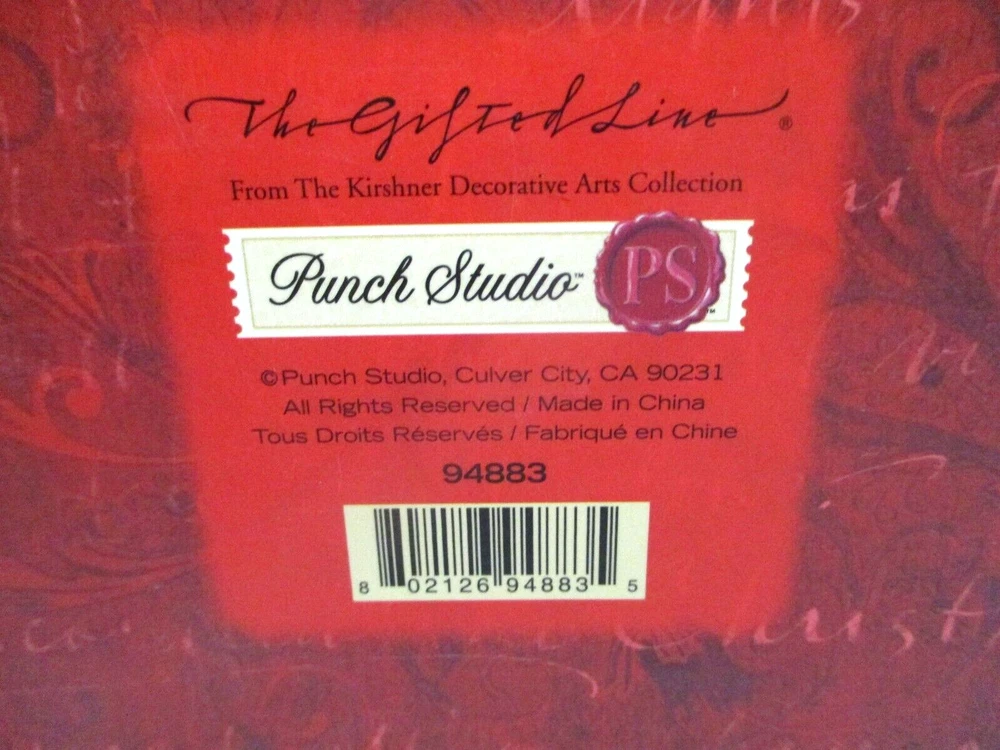 The Gifted Line ®
From The Kirshner Decorative Arts Collection
Punch Studio™ PS ™
©Punch Studio, Culver City, CA 90231
All Rights Reserved / Made in China
Tous Droits Réservés / Fabriqué en Chine
94883
8 02126 94883 5